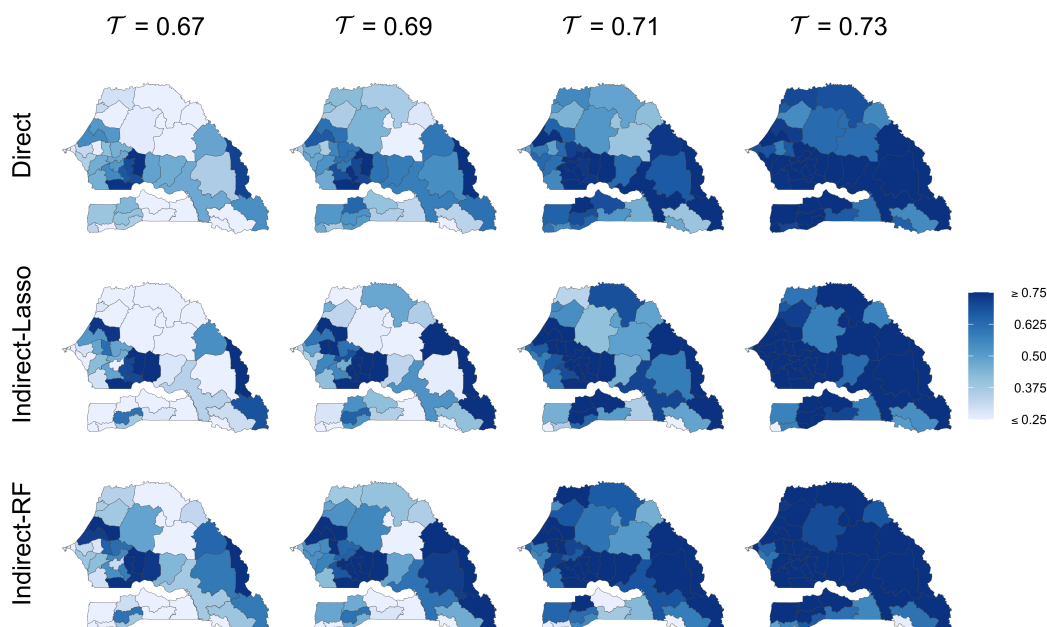 𝒯 = 0.67 𝒯 = 0.69 𝒯 = 0.71 𝒯 = 0.73
Direct
Indirect-Lasso
≥ 0.75
0.625
0.50
0.375
≤ 0.25
Indirect-RF